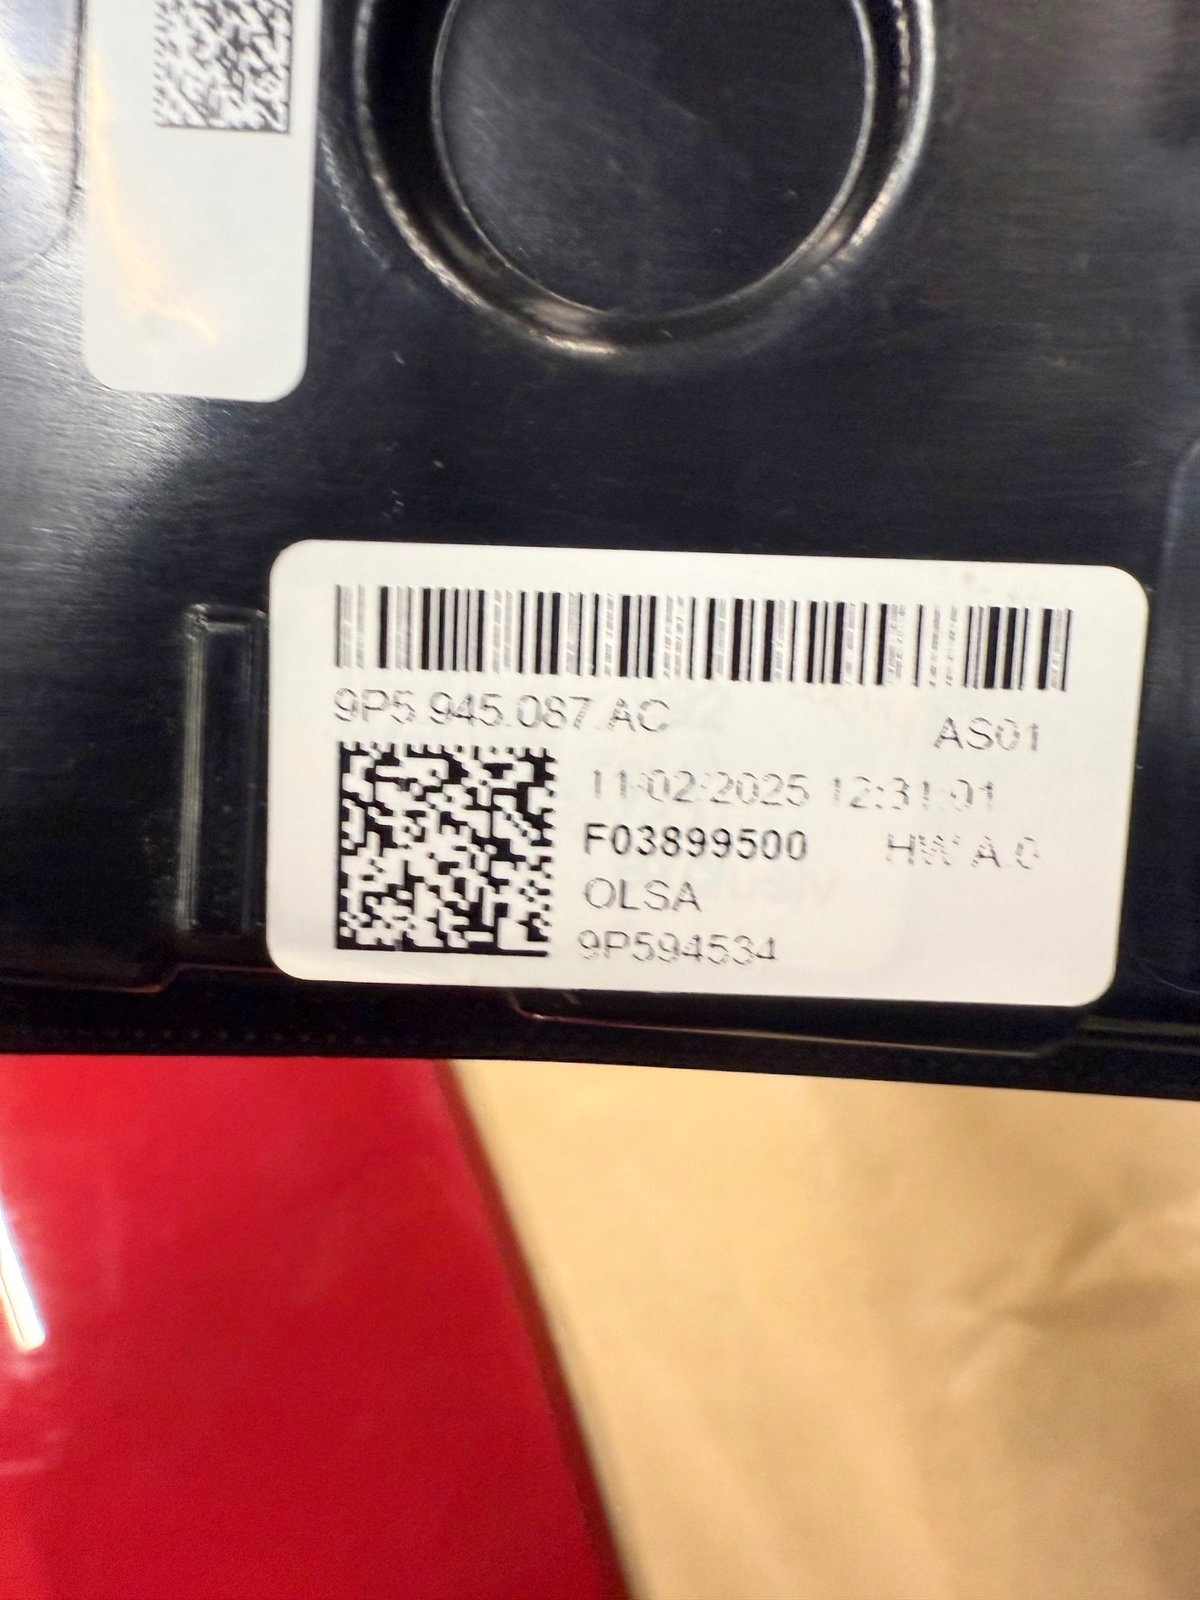 9P5.945.087.AC
AS01
11-02-2025 12:31:01
F03899500 HW A.0
OLSA
9P594534